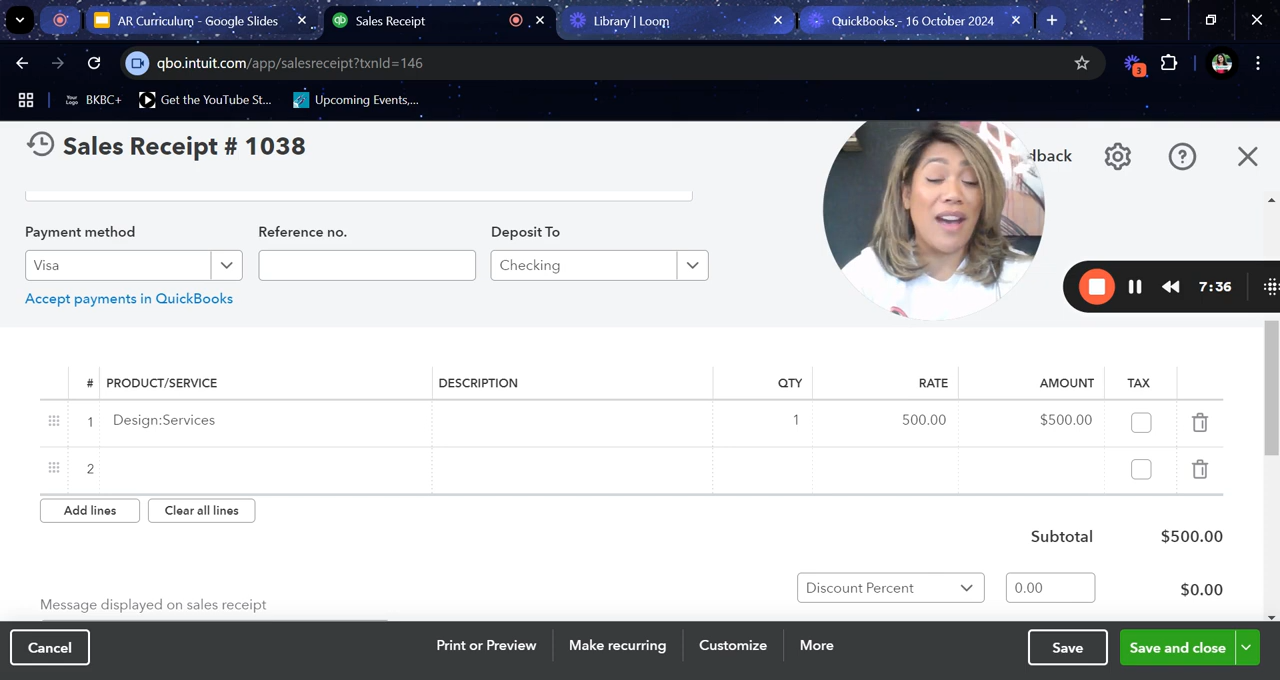 AR Curriculum - Google Slides
Sales Receipt
Library | Loom
QuickBooks - 16 October 2024
qbo.intuit.com/app/salesreceipt?txnId=146
3
BKBC+
Get the YouTube St...
Upcoming Events,...
Sales Receipt # 1038
dback
Payment method
Reference no.
Deposit To
Visa
Checking
Accept payments in QuickBooks
7:36
# PRODUCT/SERVICE DESCRIPTION QTY RATE AMOUNT TAX
1 Design:Services 1 500.00 $500.00
2
Add lines
Clear all lines
Subtotal $500.00
Discount Percent 0.00 $0.00
Message displayed on sales receipt
Cancel
Print or Preview
Make recurring
Customize
More
Save
Save and close